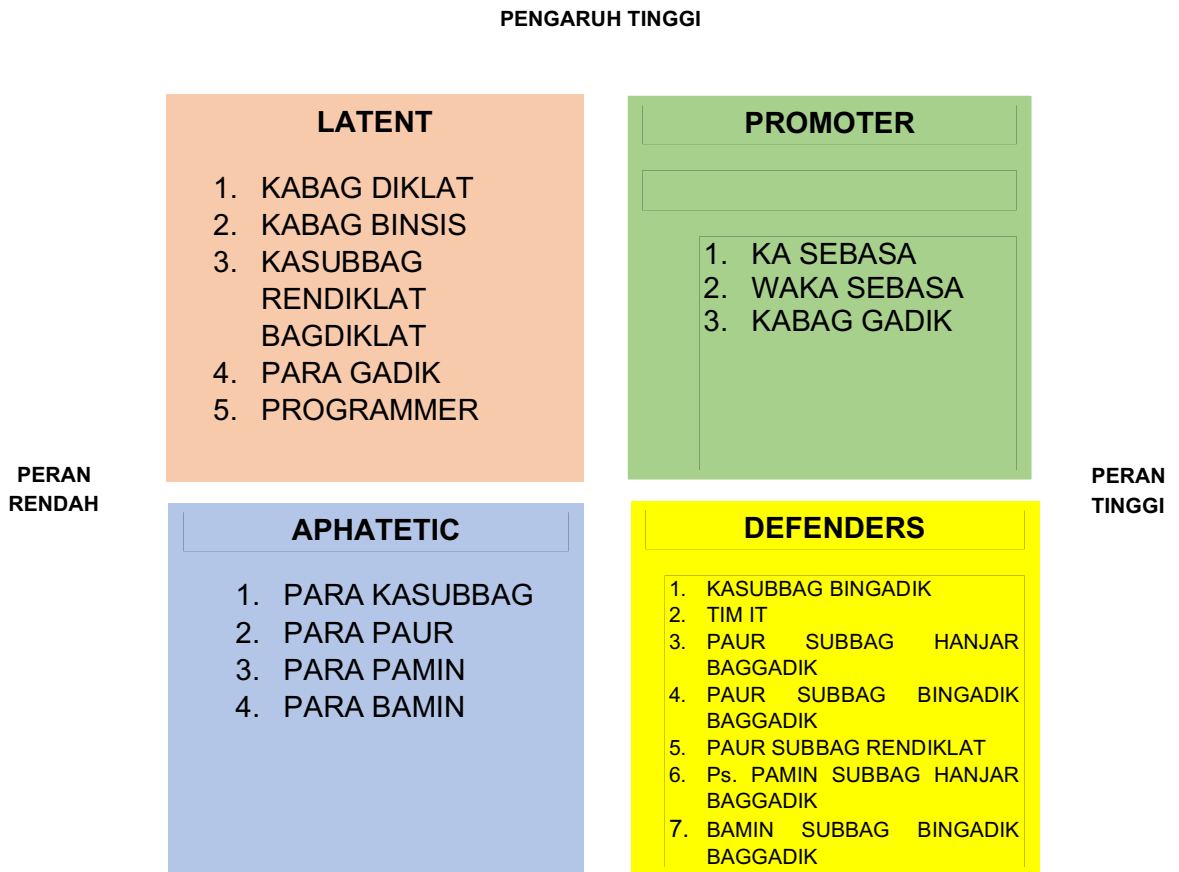 PENGARUH TINGGI
LATENT
1. KABAG DIKLAT
2. KABAG BINSIS
3. KASUBBAG
RENDIKLAT
BAGDIKLAT
4. PARA GADIK
5. PROGRAMMER
PROMOTER
1. KA SEBASA
2. WAKA SEBASA
3. KABAG GADIK
PERAN
RENDAH
PERAN
TINGGI
APHATETIC
1. PARA KASUBBAG
2. PARA PAUR
3. PARA PAMIN
4. PARA BAMIN
DEFENDERS
1. KASUBBAG BINGADIK
2. TIM IT
3. PAUR SUBBAG HANJAR
BAGGADIK
4. PAUR SUBBAG BINGADIK
BAGGADIK
5. PAUR SUBBAG RENDIKLAT
6. Ps. PAMIN SUBBAG HANJAR
BAGGADIK
7. BAMIN SUBBAG BINGADIK
BAGGADIK